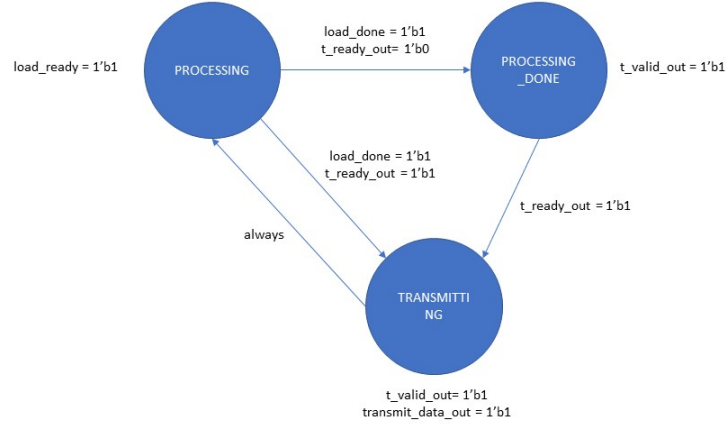 load_done = 1'b1
t_ready_out= 1'b0
load_ready = 1'b1
PROCESSING
PROCESSING
_DONE
t_valid_out = 1'b1
load_done = 1'b1
t_ready_out = 1'b1
t_ready_out = 1'b1
always
TRANSMITTI
NG
t_valid_out= 1'b1
transmit_data_out = 1'b1